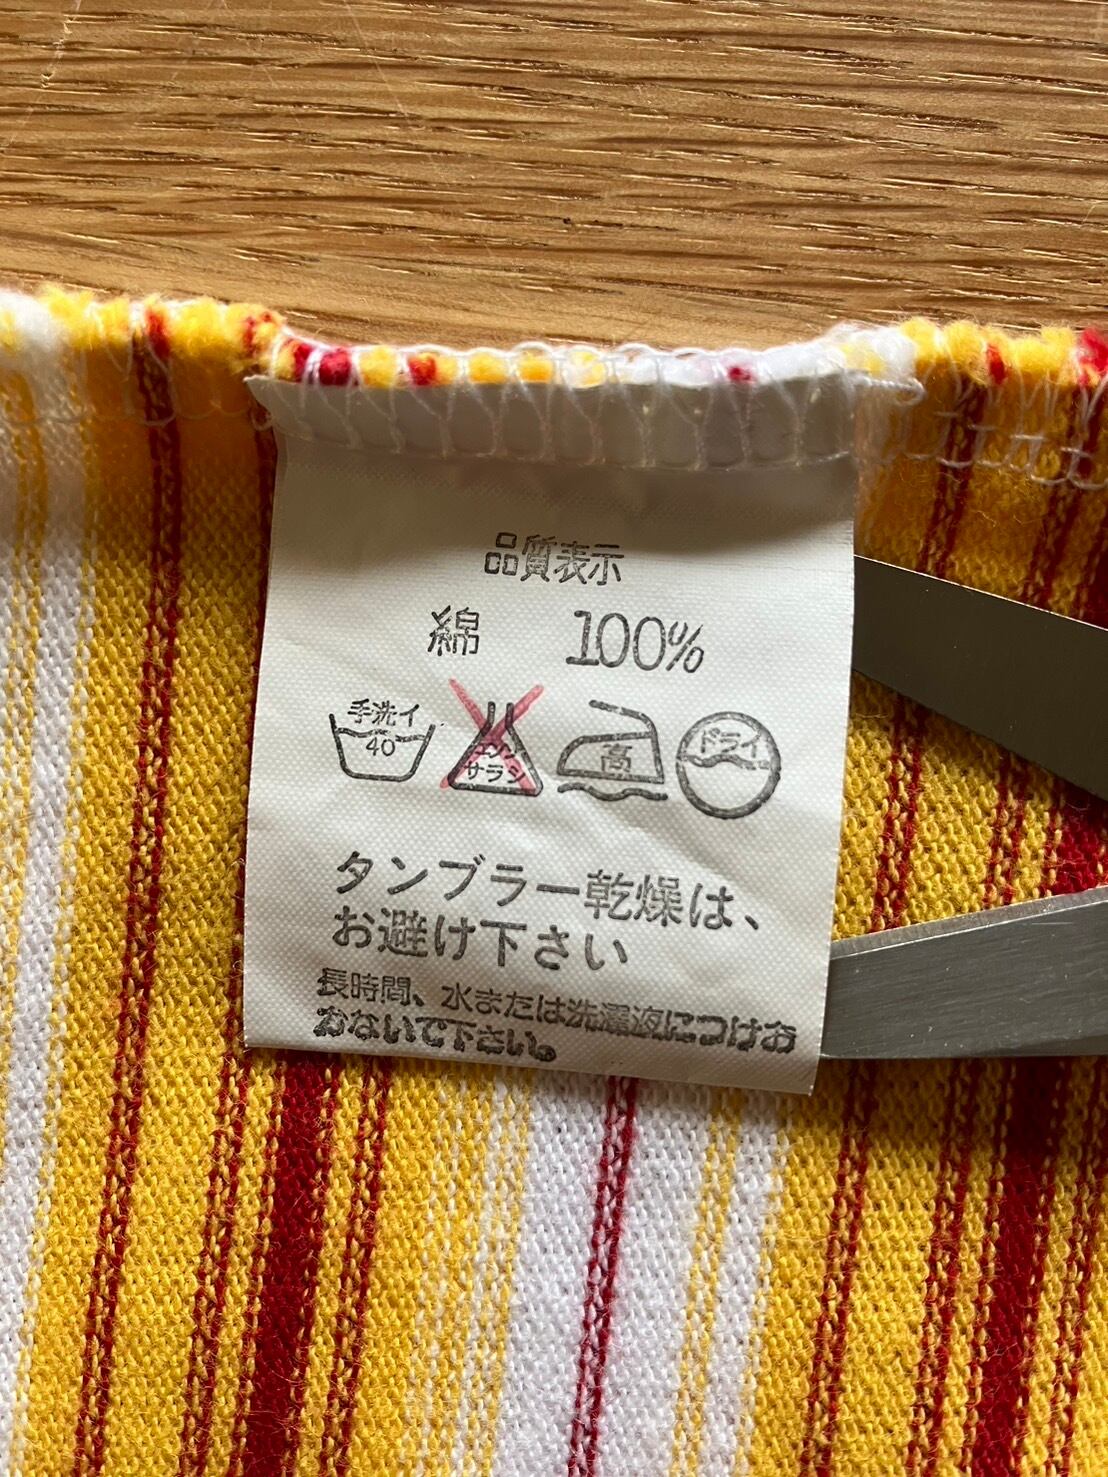 品質表示
綿 100%
手洗イ 40 エンソ サラシ 高 ドライ
タンブラー乾燥は、
お避け下さい
長時間、水または洗濯液につけお
おないで下さい。